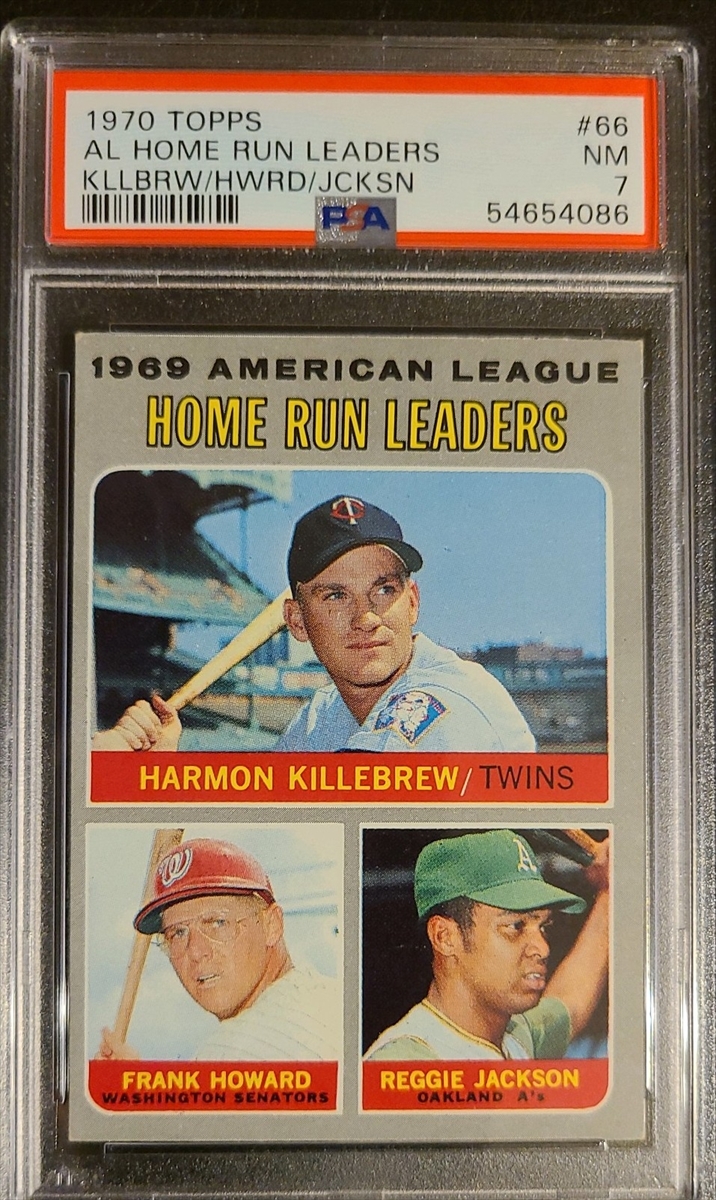 1970 TOPPS #66
AL HOME RUN LEADERS NM
KLLBRW/HWRD/JCKSN 7
PSA 54654086
1969 AMERICAN LEAGUE
HOME RUN LEADERS
T C
HARMON KILLEBREW/TWINS
W
A
FRANK HOWARD
WASHINGTON SENATORS
REGGIE JACKSON
OAKLAND A's